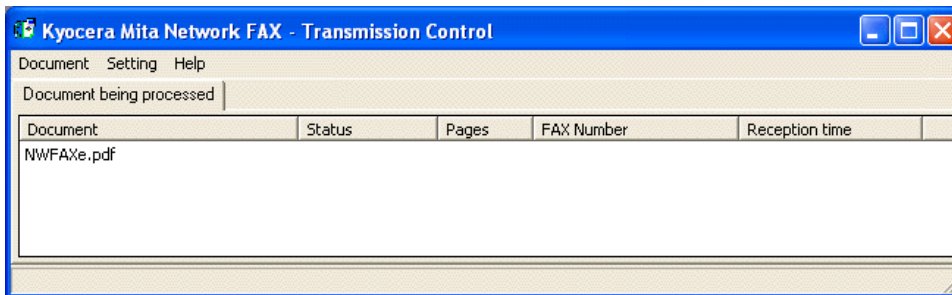 Kyocera Mita Network FAX - Transmission Control
Document Setting Help
Document being processed
Document Status Pages FAX Number Reception time
NWFAXe.pdf